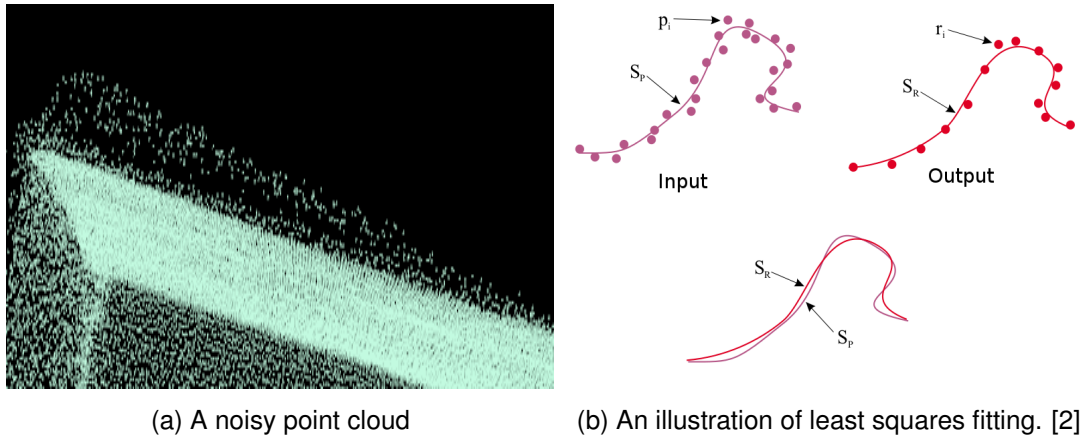 p_i
S_P
Input
r_i
S_R
Output
S_R
S_P
(a) A noisy point cloud
(b) An illustration of least squares fitting. [2]